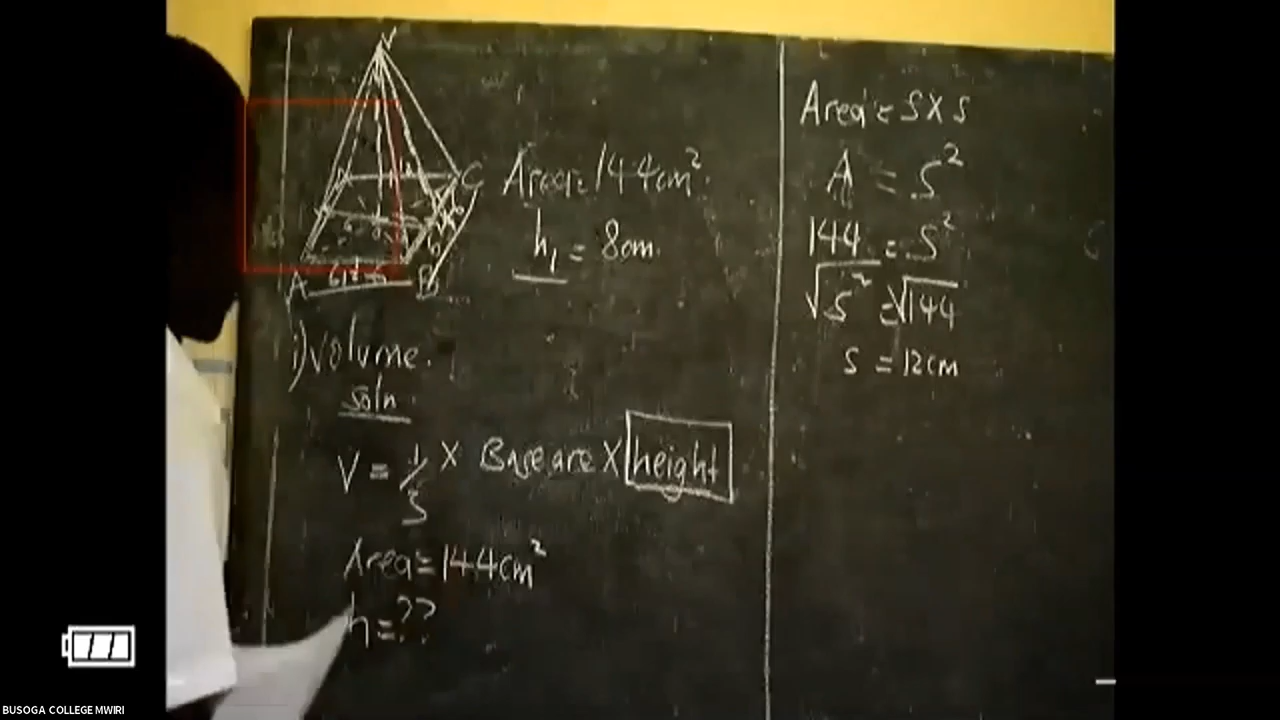 V
C
A
B
Area = 144cm²
h₁ = 8cm
i) Volume.
Soln
V = 1/3 × Base are × height
Area = 144cm²
h = ??
Area = S × S
A = S²
144 = S²
√S² = √144
S = 12cm
BUSOGA COLLEGE MWIRI